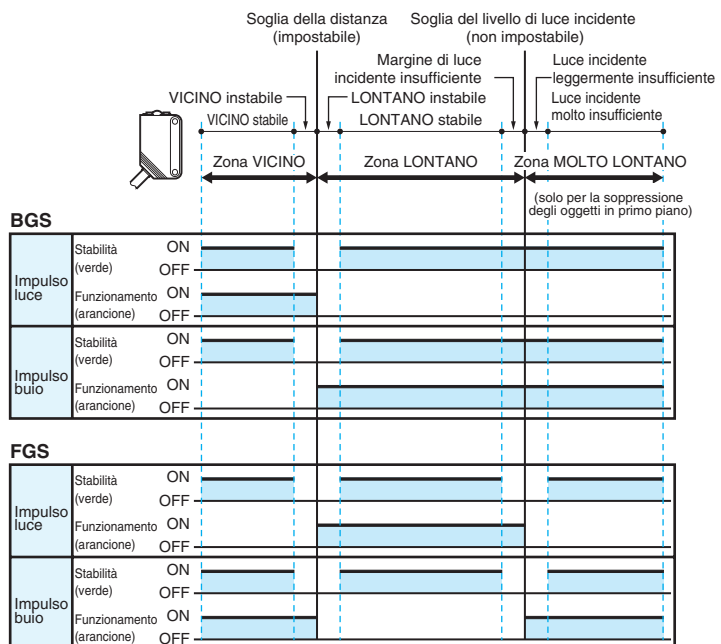 Soglia della distanza
(impostabile)
Soglia del livello di luce incidente
(non impostabile)
Margine di luce
incidente insufficiente
Luce incidente
leggermente insufficiente
VICINO instabile
LONTANO instabile
Luce incidente
molto insufficiente
VICINO stabile
LONTANO stabile
Zona VICINO
Zona LONTANO
Zona MOLTO LONTANO
(solo per la soppressione
degli oggetti in primo piano)
BGS
Impulso
luce
Stabilità
(verde)
ON
OFF
Funzionamento
(arancione)
ON
OFF
Impulso
buio
Stabilità
(verde)
ON
OFF
Funzionamento
(arancione)
ON
OFF
FGS
Impulso
luce
Stabilità
(verde)
ON
OFF
Funzionamento
(arancione)
ON
OFF
Impulso
buio
Stabilità
(verde)
ON
OFF
Funzionamento
(arancione)
ON
OFF